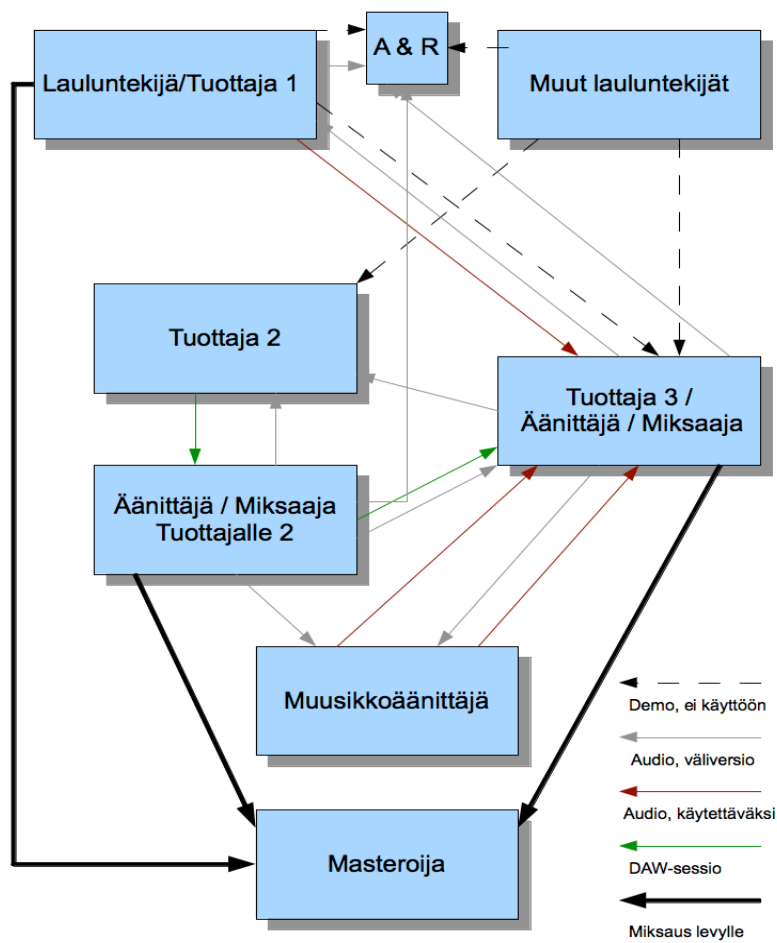 A & R
Lauluntekijä/Tuottaja 1
Muut lauluntekijät
Tuottaja 2
Tuottaja 3 /
Äänittäjä / Miksaaja
Äänittäjä / Miksaaja
Tuottajalle 2
Muusikkoäänittäjä
Masteroija
Demo, ei käyttöön
Audio, väliversio
Audio, käytettäväksi
DAW-sessio
Miksaus levylle